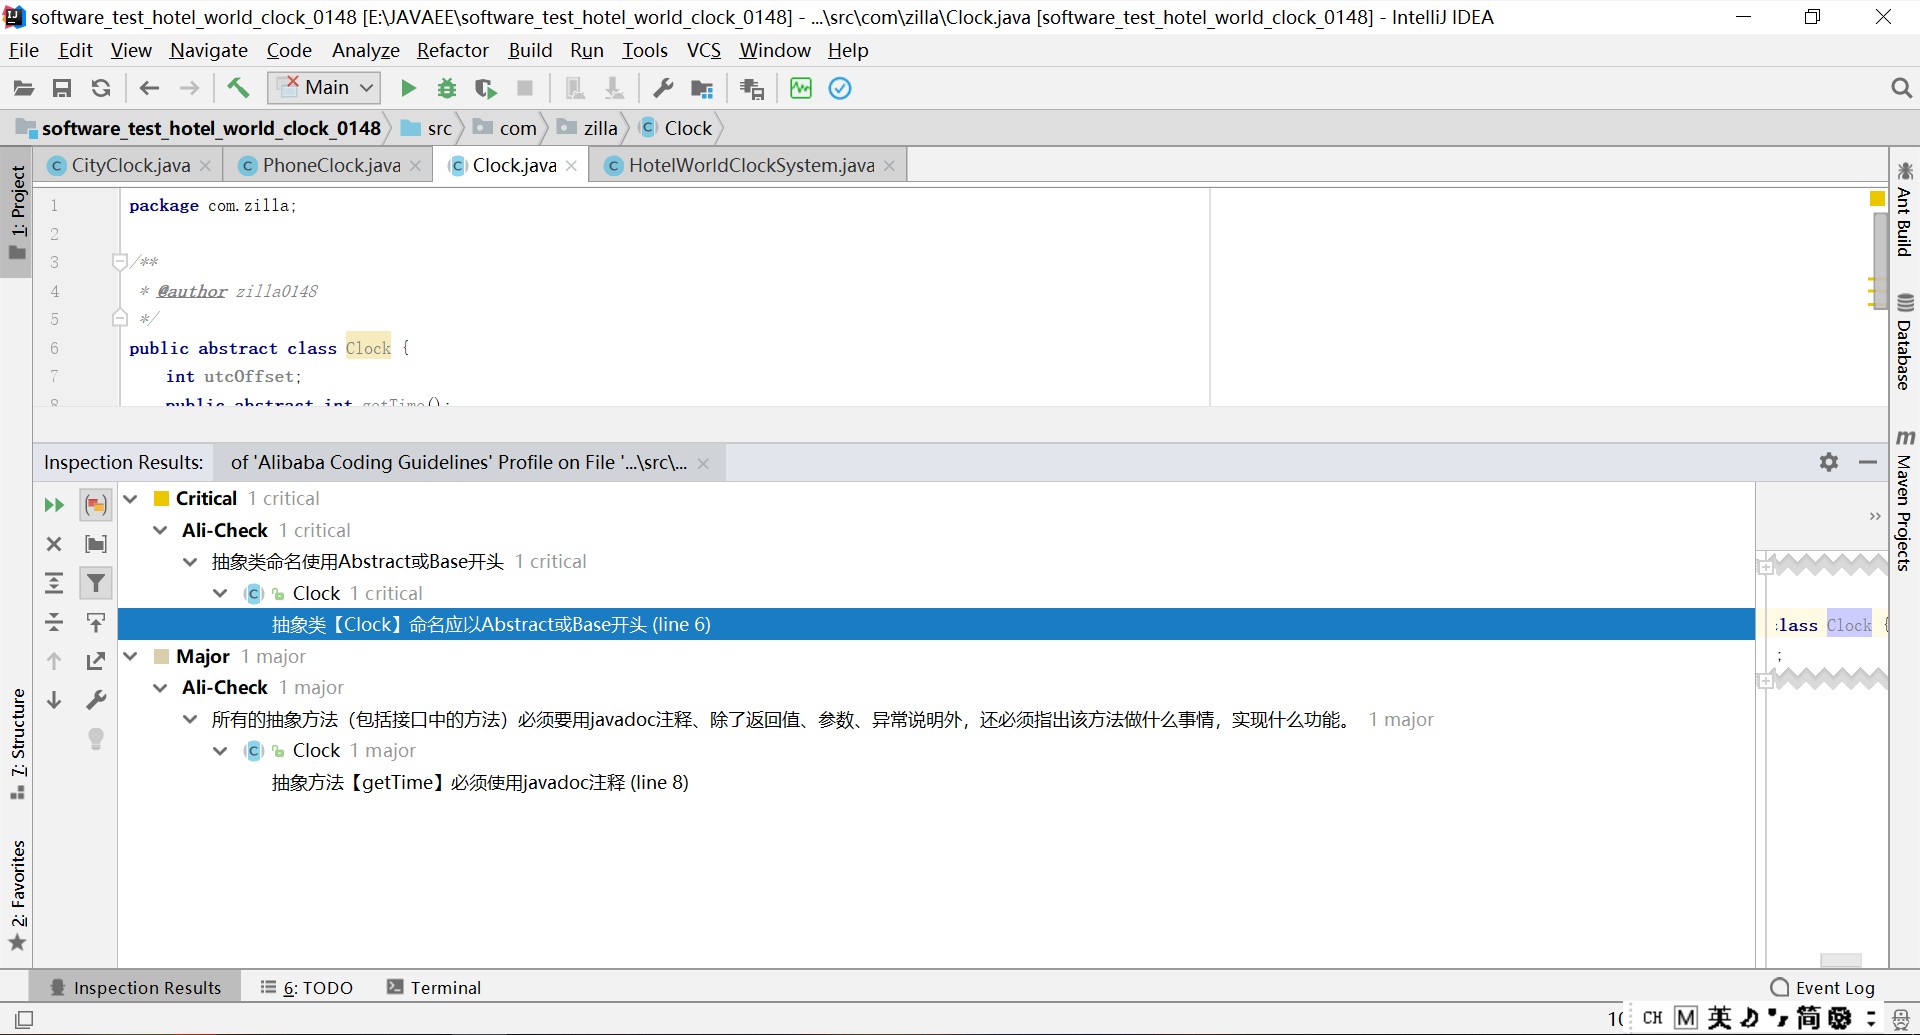 software_test_hotel_world_clock_0148 [E:\JAVAEE\software_test_hotel_world_clock_0148] - ...\src\com\zilla\Clock.java [software_test_hotel_world_clock_0148] - IntelliJ IDEA
File Edit View Navigate Code Analyze Refactor Build Run Tools VCS Window Help
Main
software_test_hotel_world_clock_0148 src com zilla Clock
CityClock.java PhoneClock.java Clock.java HotelWorldClockSystem.java
1 package com.zilla;
2
3 /**
4 * @author zilla0148
5 */
6 public abstract class Clock {
7 int utcOffset;
8 public abstract int getTime();
1: Project
7: Structure
2: Favorites
Ant Build
Database
Maven Projects
Inspection Results: of 'Alibaba Coding Guidelines' Profile on File '...\src\...
Critical 1 critical
Ali-Check 1 critical
抽象类命名使用Abstract或Base开头 1 critical
Clock 1 critical
抽象类【Clock】命名应以Abstract或Base开头 (line 6)
Major 1 major
Ali-Check 1 major
所有的抽象方法（包括接口中的方法）必须要用javadoc注释、除了返回值、参数、异常说明外，还必须指出该方法做什么事情，实现什么功能。 1 major
Clock 1 major
抽象方法【getTime】必须使用javadoc注释 (line 8)
lass Clock {
;
Inspection Results 6: TODO Terminal Event Log
CH M 英 简